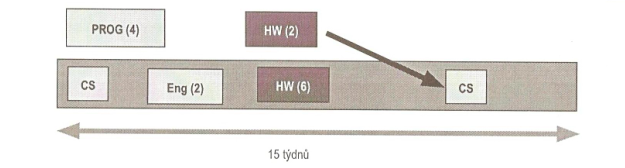 PROG (4)
HW (2)
CS
Eng (2)
HW (6)
CS
15 týdnů